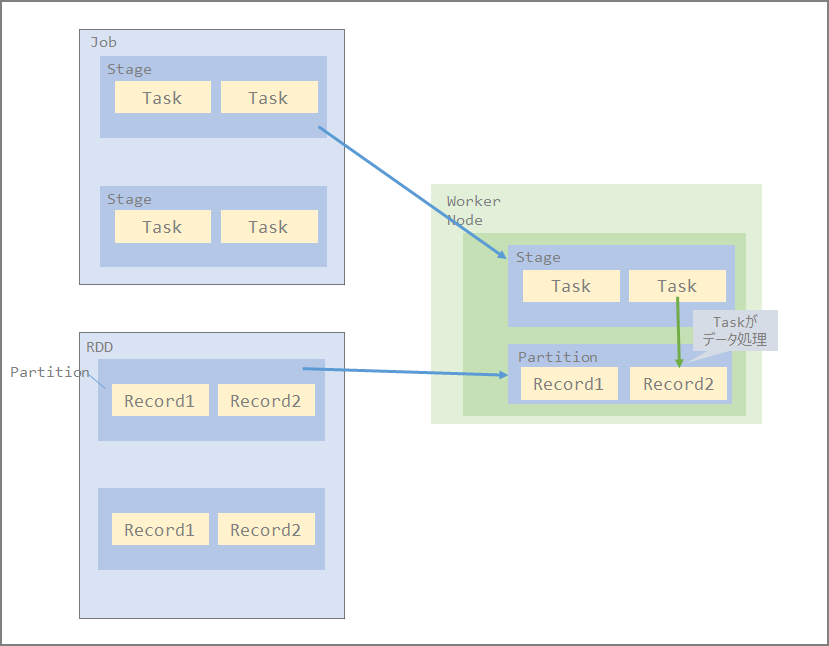 Job
Stage
Task Task
Stage
Task Task
RDD
Partition
Record1 Record2
Record1 Record2
Worker
Node
Stage
Task Task
Taskが
データ処理
Partition
Record1 Record2